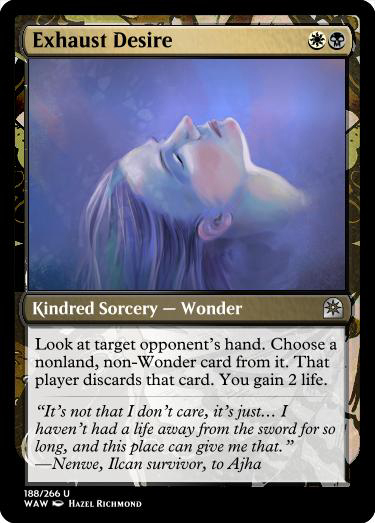 Exhaust Desire
Kindred Sorcery — Wonder
Look at target opponent's hand. Choose a
nonland, non-Wonder card from it. That
player discards that card. You gain 2 life.
“It's not that I don't care, it's just… I
haven't had a life away from the sword for so
long, and this place can give me that.”
—Nenwe, Ilcan survivor, to Ajha
188/266 U
WAW Hazel Richmond